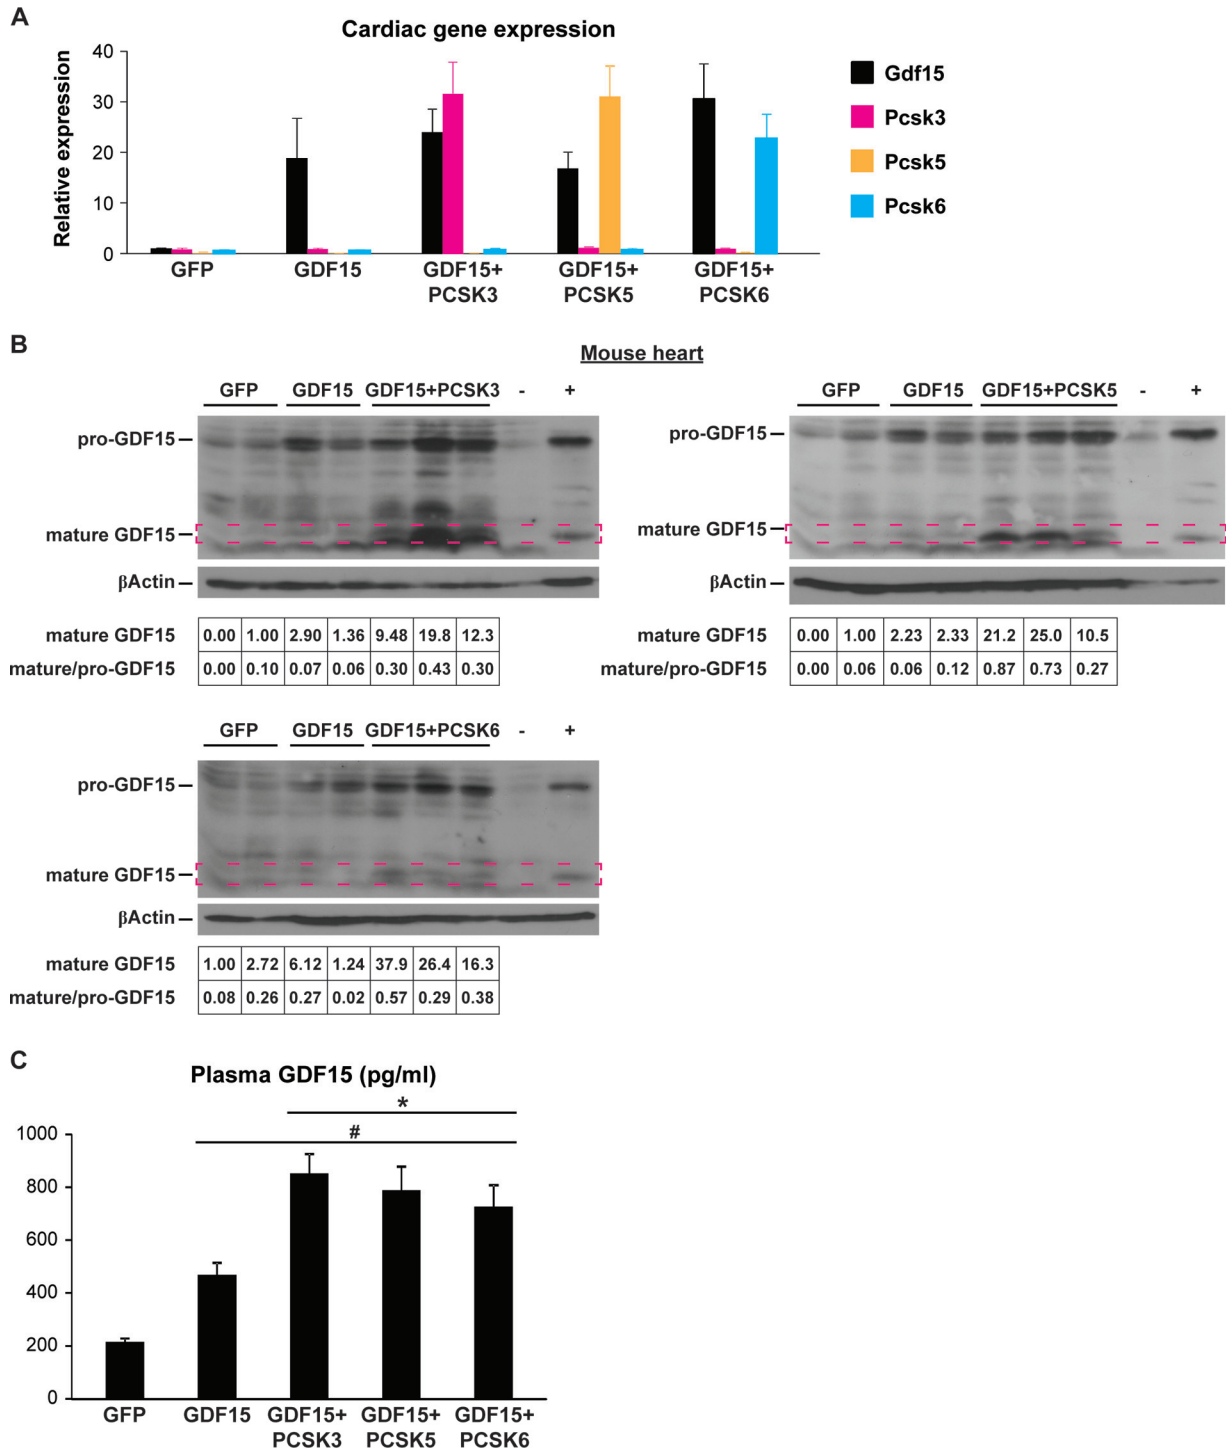 A
Cardiac gene expression
Relative expression
40
30
20
10
0
GFP
GDF15
GDF15+
PCSK3
GDF15+
PCSK5
GDF15+
PCSK6
Gdf15
Pcsk3
Pcsk5
Pcsk6
B
Mouse heart
GFP GDF15 GDF15+PCSK3 - +
pro-GDF15
mature GDF15
βActin
mature GDF15 0.00 1.00 2.90 1.36 9.48 19.8 12.3
mature/pro-GDF15 0.00 0.10 0.07 0.06 0.30 0.43 0.30
GFP GDF15 GDF15+PCSK5 - +
pro-GDF15
mature GDF15
βActin
mature GDF15 0.00 1.00 2.23 2.33 21.2 25.0 10.5
mature/pro-GDF15 0.00 0.06 0.06 0.12 0.87 0.73 0.27
GFP GDF15 GDF15+PCSK6 - +
pro-GDF15
mature GDF15
βActin
mature GDF15 1.00 2.72 6.12 1.24 37.9 26.4 16.3
mature/pro-GDF15 0.08 0.26 0.27 0.02 0.57 0.29 0.38
C
Plasma GDF15 (pg/ml)
*
#
1000
800
600
400
200
0
GFP
GDF15
GDF15+
PCSK3
GDF15+
PCSK5
GDF15+
PCSK6